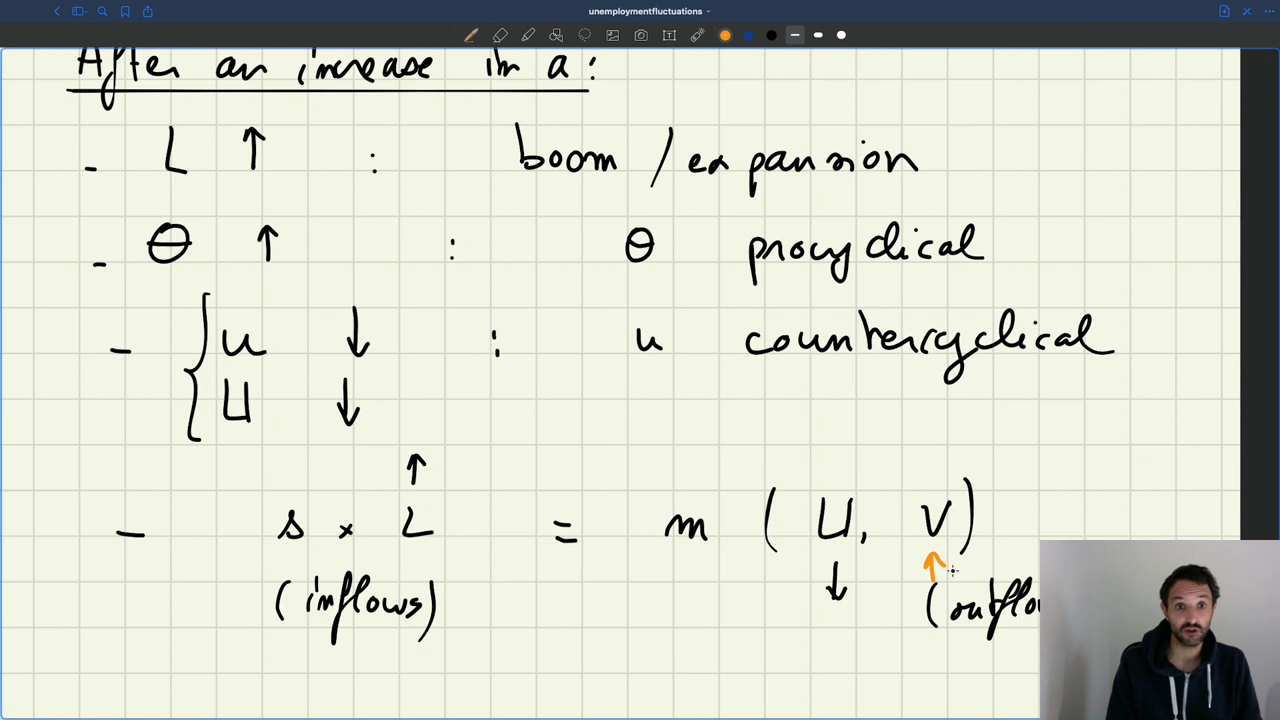 unemploymentfluctuations
After an increase in a:
- L ↑ : boom / expansion
- θ ↑ : θ procyclical
- { u ↓ : u countercyclical
U ↓
↑
- s × L = m ( U, V )
↓ ↑
(inflows) (outflo